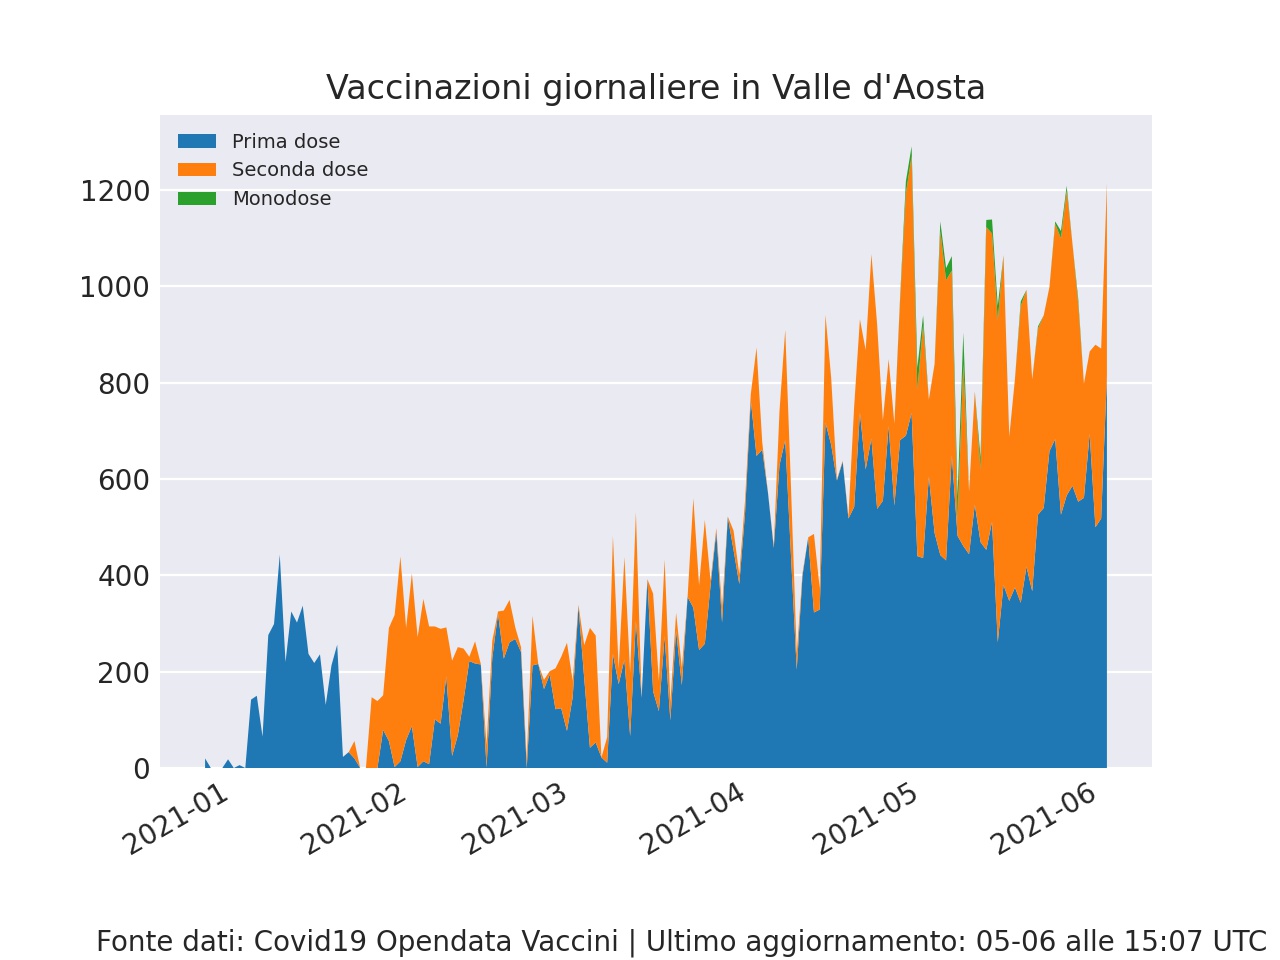 Vaccinazioni giornaliere in Valle d'Aosta
Prima dose
Seconda dose
Monodose
1200
1000
800
600
400
200
0
2021-01
2021-02
2021-03
2021-04
2021-05
2021-06
Fonte dati: Covid19 Opendata Vaccini | Ultimo aggiornamento: 05-06 alle 15:07 UTC